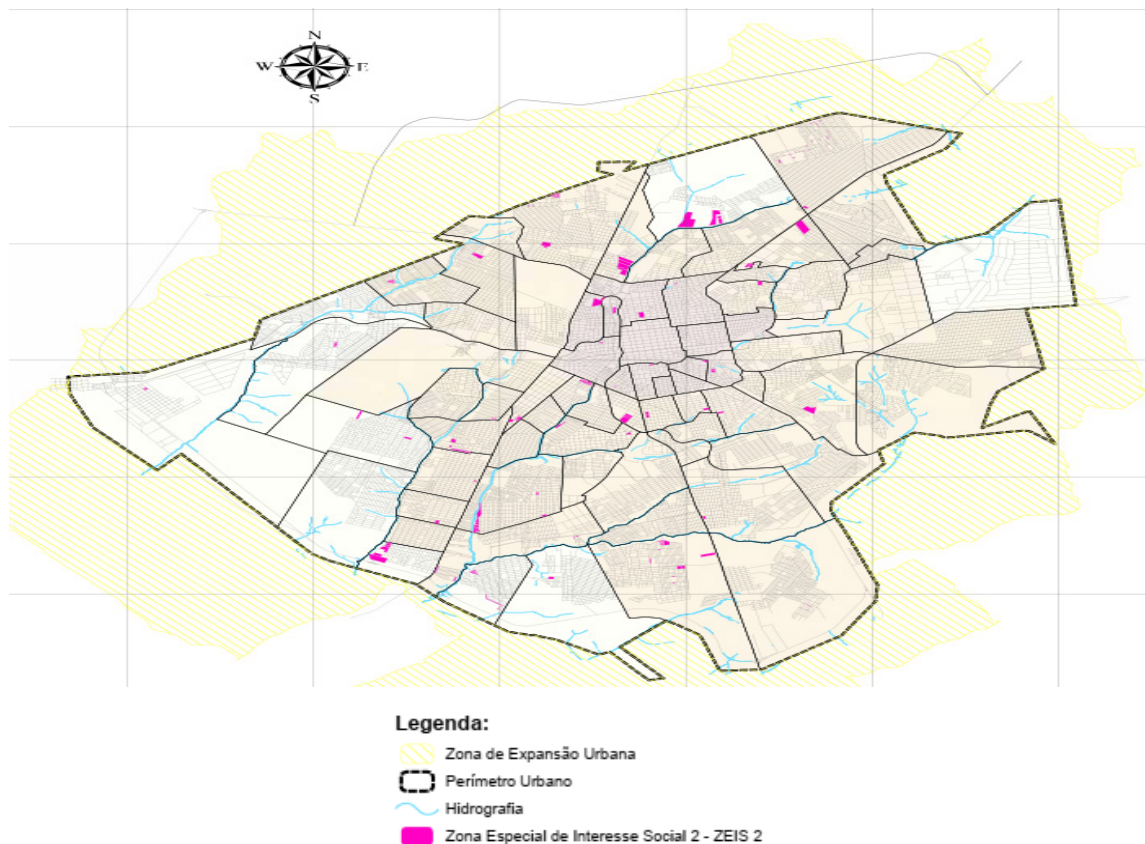 N
W E
S
Legenda:
Zona de Expansão Urbana
Perímetro Urbano
Hidrografia
Zona Especial de Interesse Social 2 - ZEIS 2